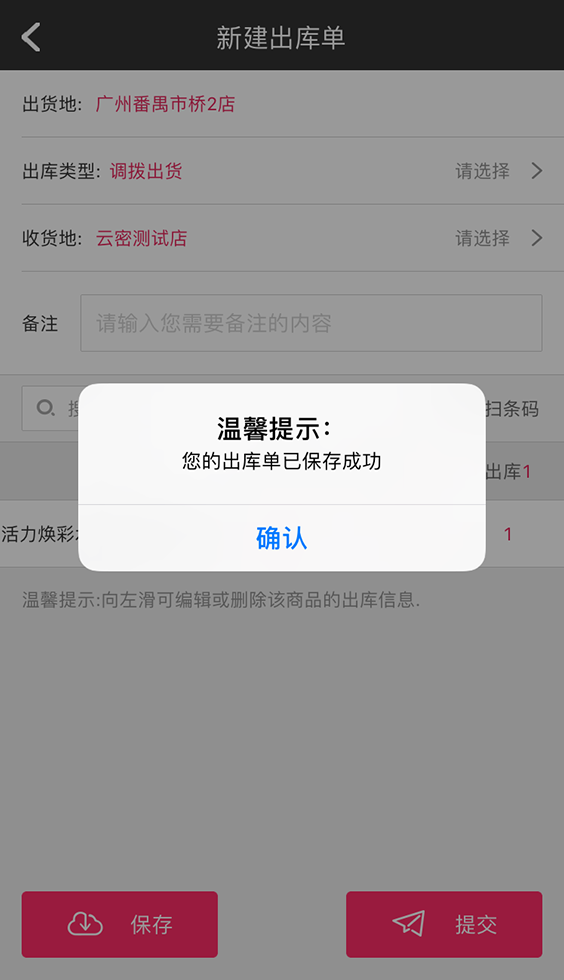 新建出库单
出货地: 广州番禺市桥2店
出库类型: 调拨出货 请选择
收货地: 云密测试店 请选择
备注 请输入您需要备注的内容
扫条码
温馨提示：
您的出库单已保存成功
出库1
确认
活力焕彩 1
温馨提示:向左滑可编辑或删除该商品的出库信息.
保存 提交